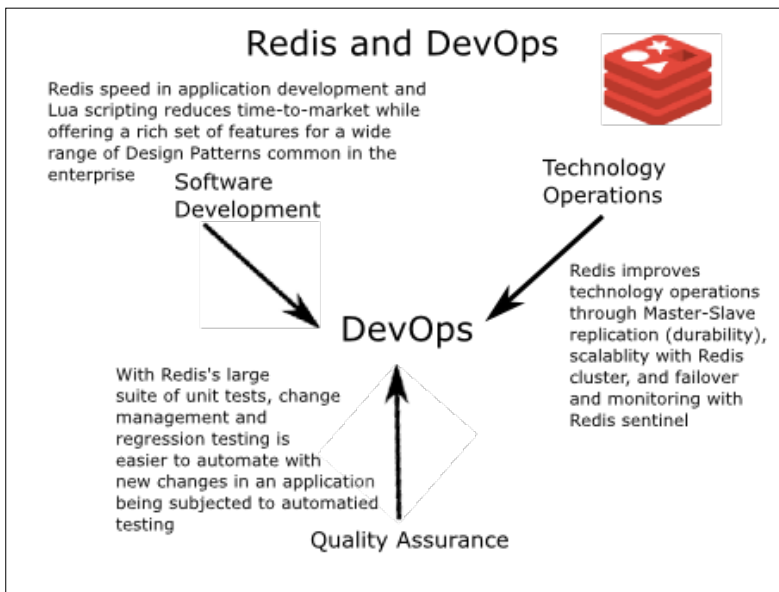 Redis and DevOps
Redis speed in application development and
Lua scripting reduces time-to-market while
offering a rich set of features for a wide
range of Design Patterns common in the
enterprise
Software
Development
Technology
Operations
Redis improves
technology operations
through Master-Slave
replication (durability),
scalablity with Redis
cluster, and failover
and monitoring with
Redis sentinel
DevOps
With Redis's large
suite of unit tests, change
management and
regression testing is
easier to automate with
new changes in an application
being subjected to automatied
testing
Quality Assurance